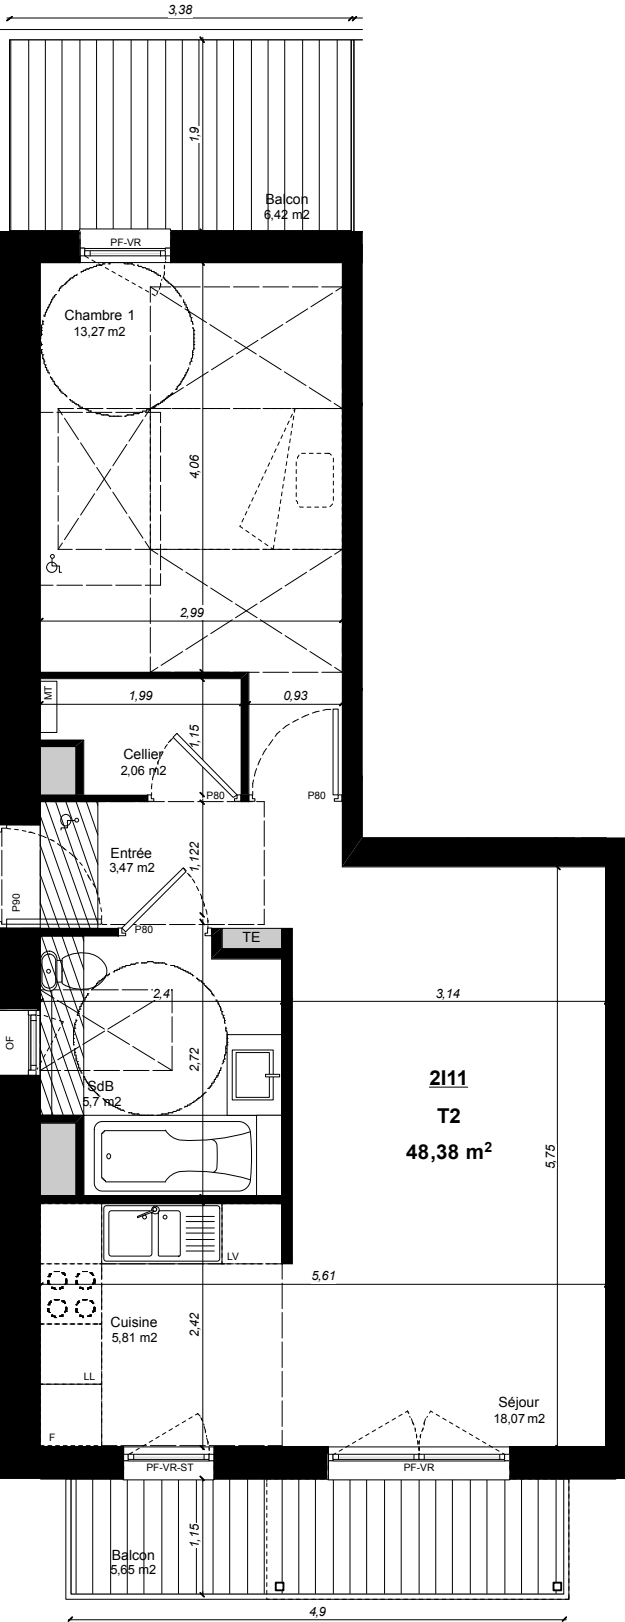 3,38
1,9
Balcon
6,42 m2
PF-VR
Chambre 1
13,27 m2
4,06
2,99
MT
1,99
0,93
1,15
Cellier
2,06 m2
P80
P80
Entrée
3,47 m2
1,122
P90
P80
TE
2,4
3,14
OF
2,72
SdB
5,7 m2
2I11
T2
48,38 m²
5,75
LV
5,61
Cuisine
5,81 m2
2,42
LL
Séjour
18,07 m2
F
PF-VR-ST
PF-VR
1,15
Balcon
5,65 m2
4,9